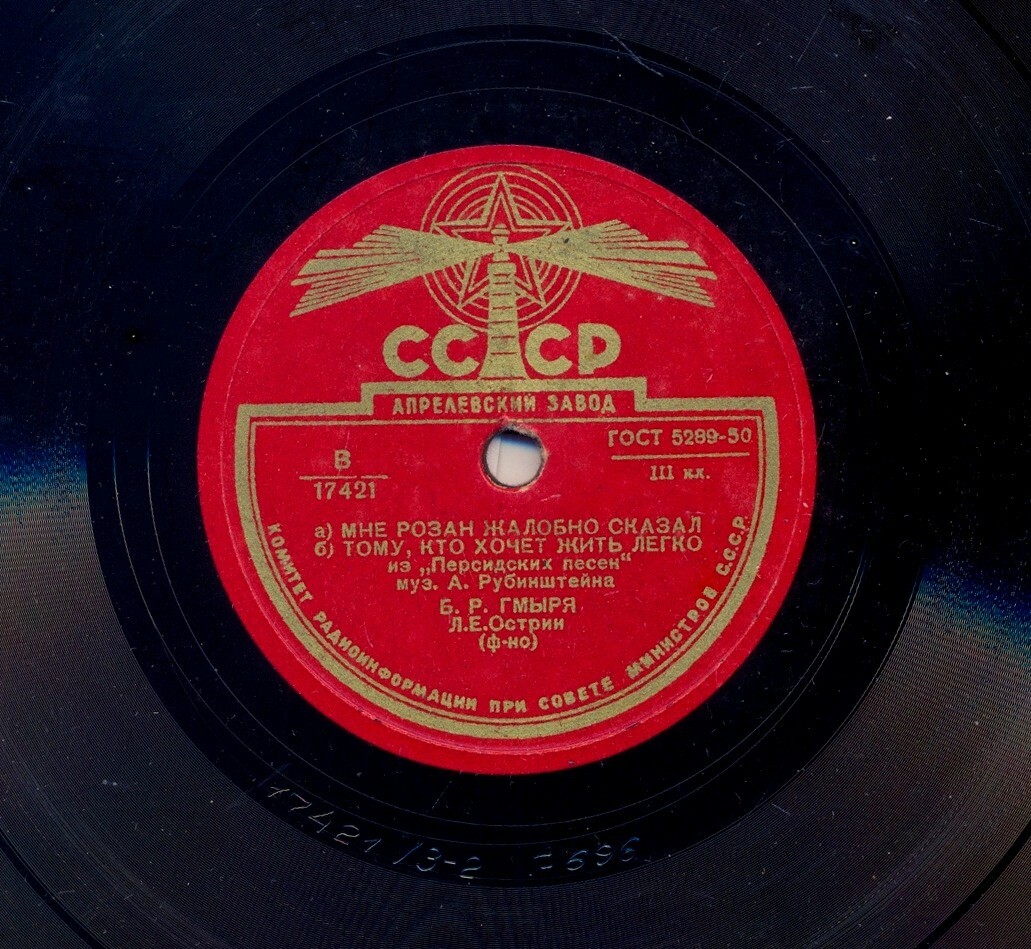 СССР
АПРЕЛЕВСКИЙ ЗАВОД
В
17421
ГОСТ 5289-50
III кл.
а) МНЕ РОЗАН ЖАЛОБНО СКАЗАЛ
б) ТОМУ, КТО ХОЧЕТ ЖИТЬ ЛЕГКО
из „Персидских песен“
муз. А. Рубинштейна
Б. Р. ГМЫРЯ
Л.Е.Острин
(ф-но)
КОМИТЕТ РАДИОИНФОРМАЦИИ ПРИ СОВЕТЕ МИНИСТРОВ С.С.С.Р.
17421/3-2